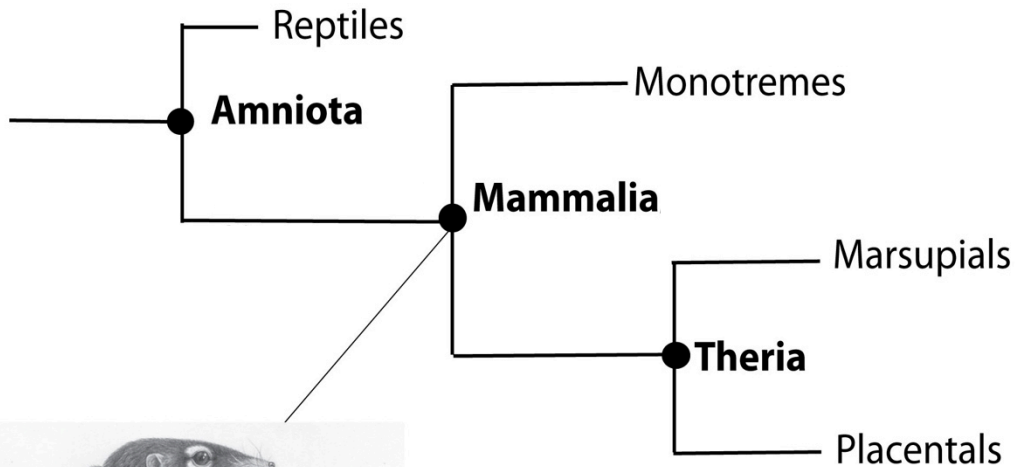 Reptiles
Amniota
Monotremes
Mammalia
Marsupials
Theria
Placentals